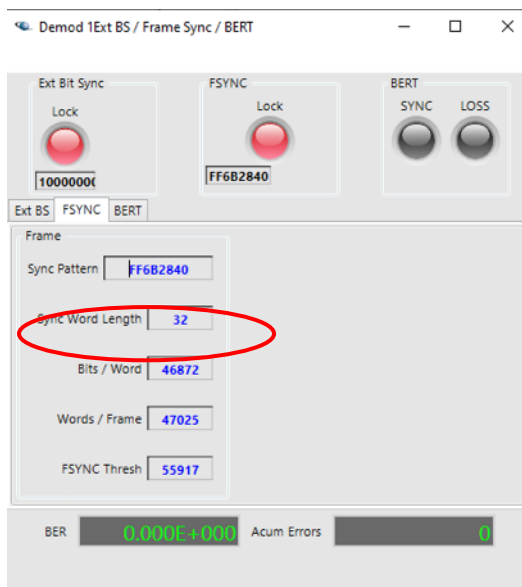 Demod 1Ext BS / Frame Sync / BERT
Ext Bit Sync FSYNC BERT
Lock Lock SYNC LOSS
1000000( FF6B2840
Ext BS FSYNC BERT
Frame
Sync Pattern FF6B2840
Sync Word Length 32
Bits / Word 46872
Words / Frame 47025
FSYNC Thresh 55917
BER 0.000E+000 Acum Errors 0